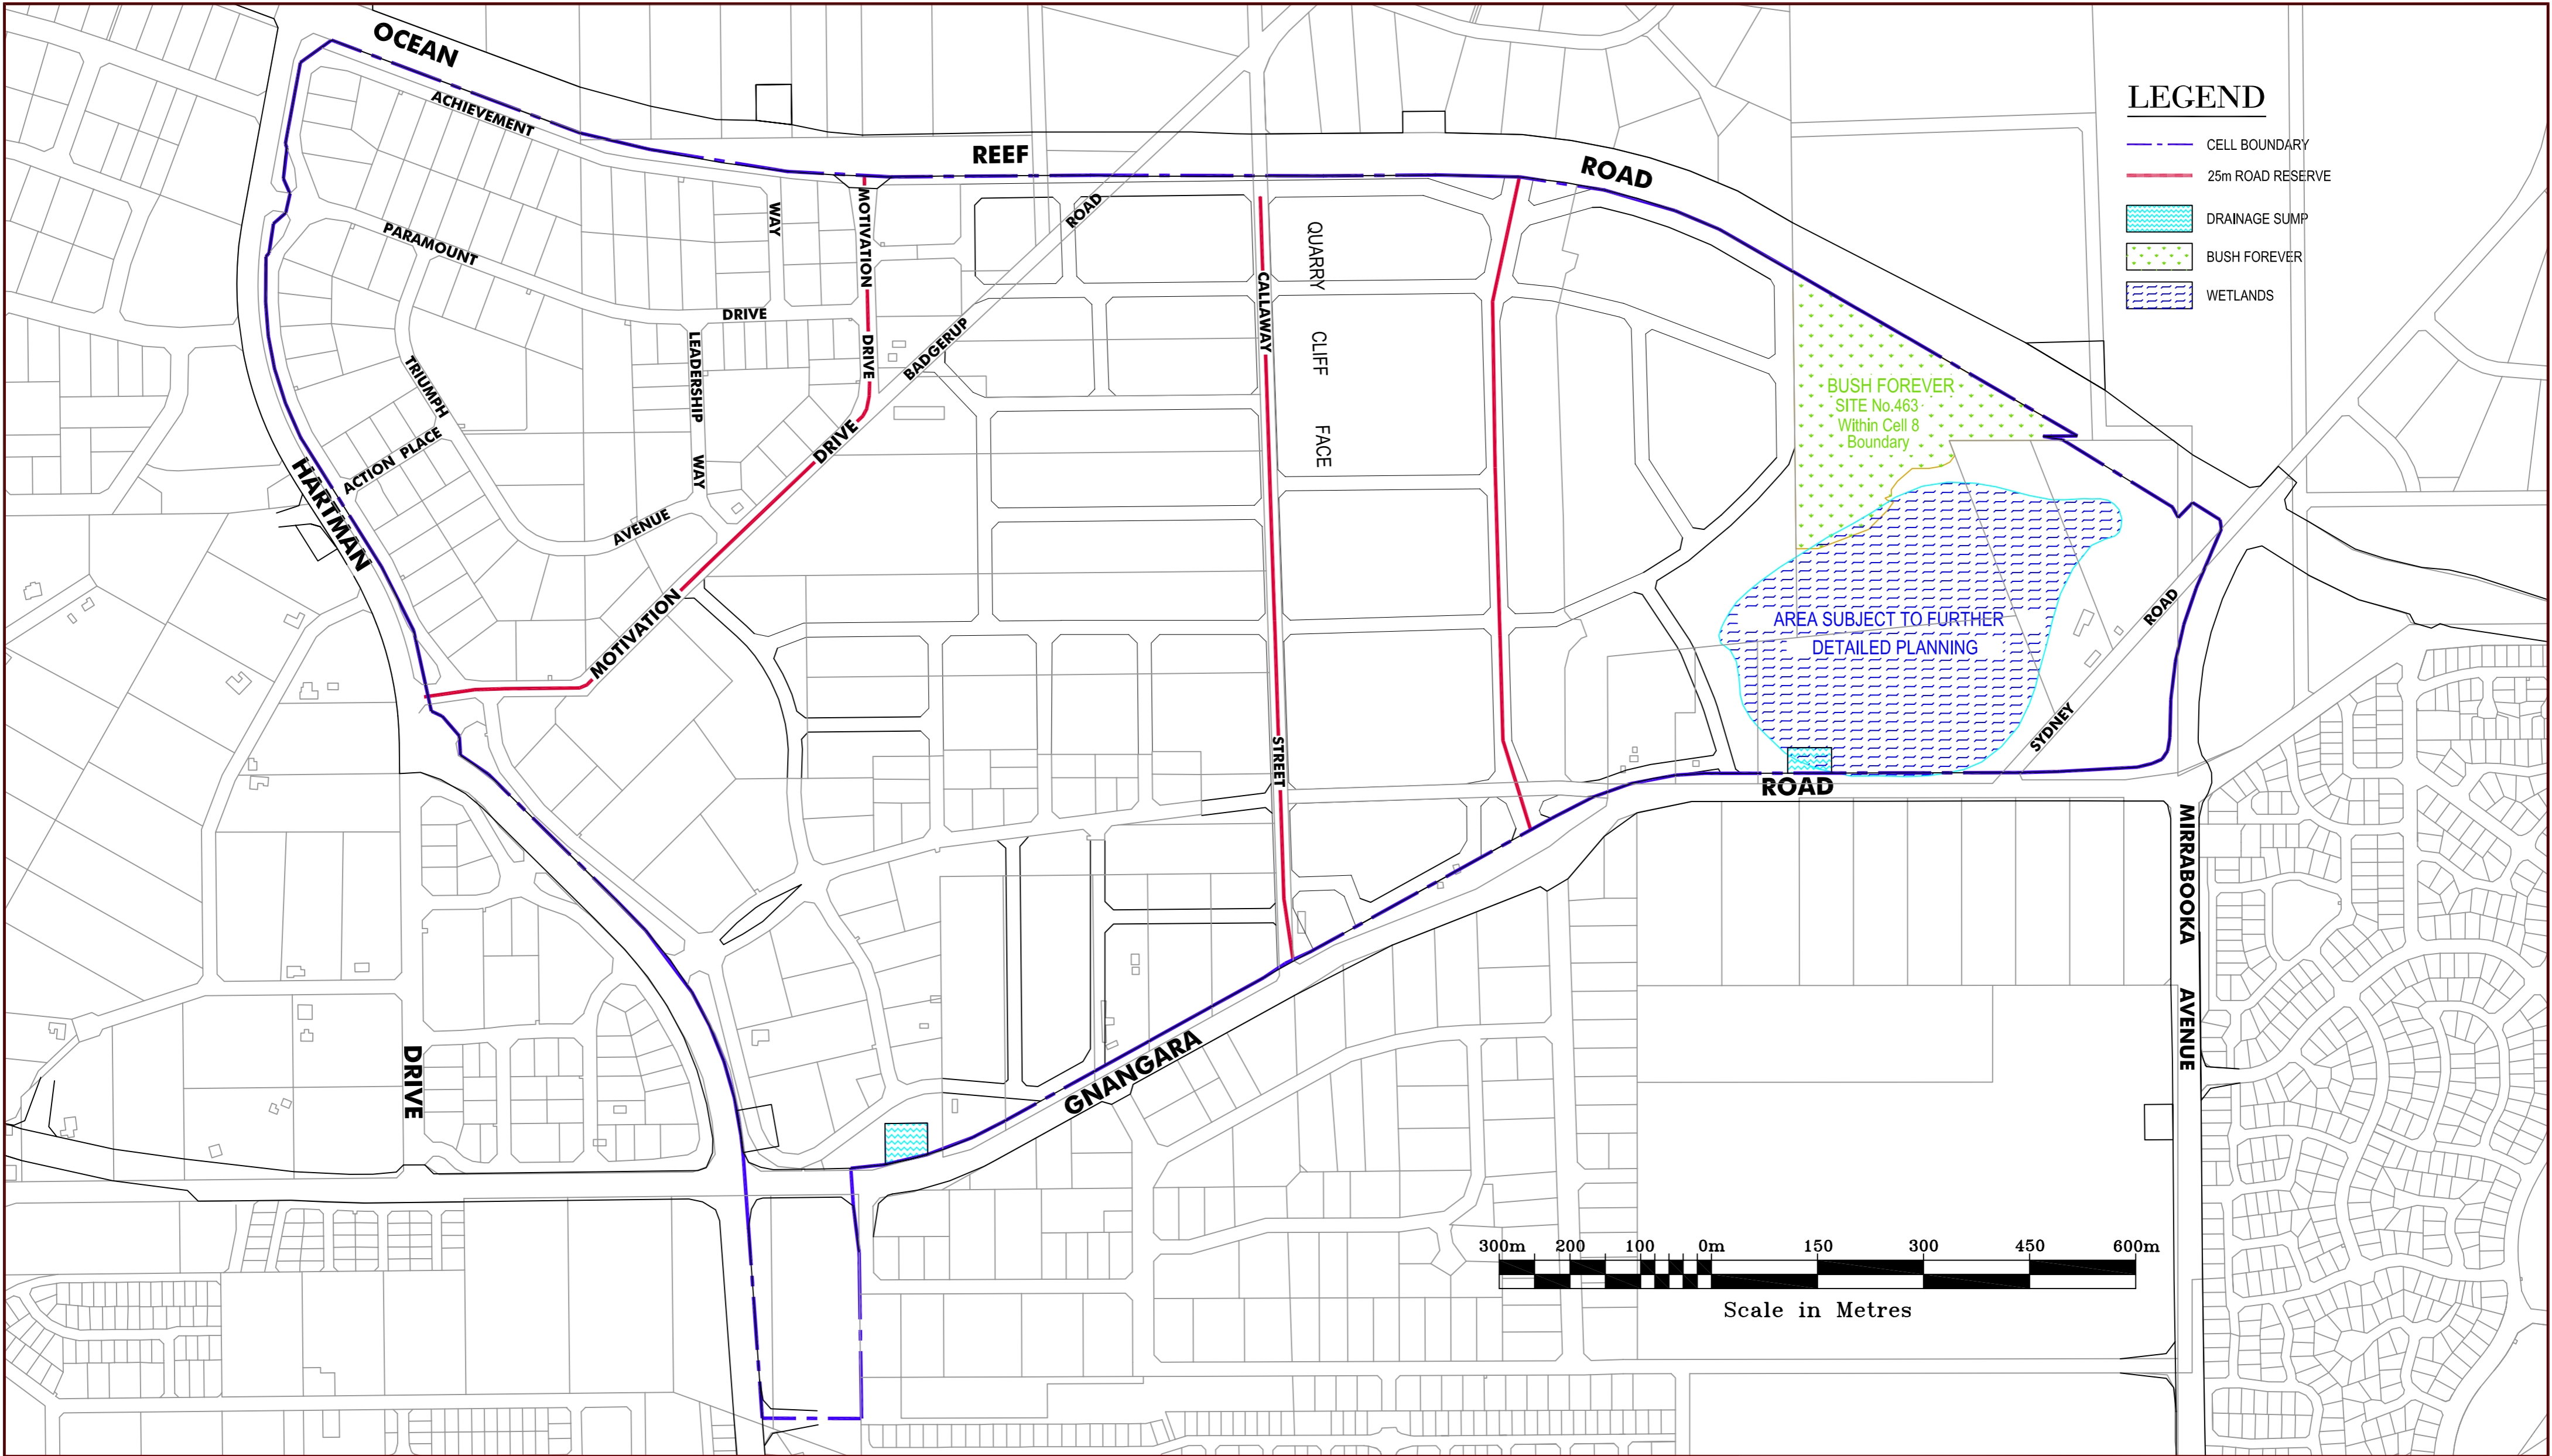 OCEAN
REEF
ROAD
LEGEND
CELL BOUNDARY
25m ROAD RESERVE
DRAINAGE SUMP
BUSH FOREVER
WETLANDS
ACHIEVEMENT
PARAMOUNT
DRIVE
WAY
MOTIVATION
DRIVE
ROAD
BADGERUP
QUARRY
CLIFF
FACE
CALLAWAY
STREET
TRIUMPH
AVENUE
LEADERSHIP
WAY
ACTION PLACE
HARTMAN
DRIVE
MOTIVATION
DRIVE
BUSH FOREVER
SITE No.463
Within Cell 8
Boundary
AREA SUBJECT TO FURTHER
DETAILED PLANNING
SYDNEY
ROAD
GNANGARA
ROAD
MIRRABOOKA
AVENUE
300m 200 100 0m 150 300 450 600m
Scale in Metres